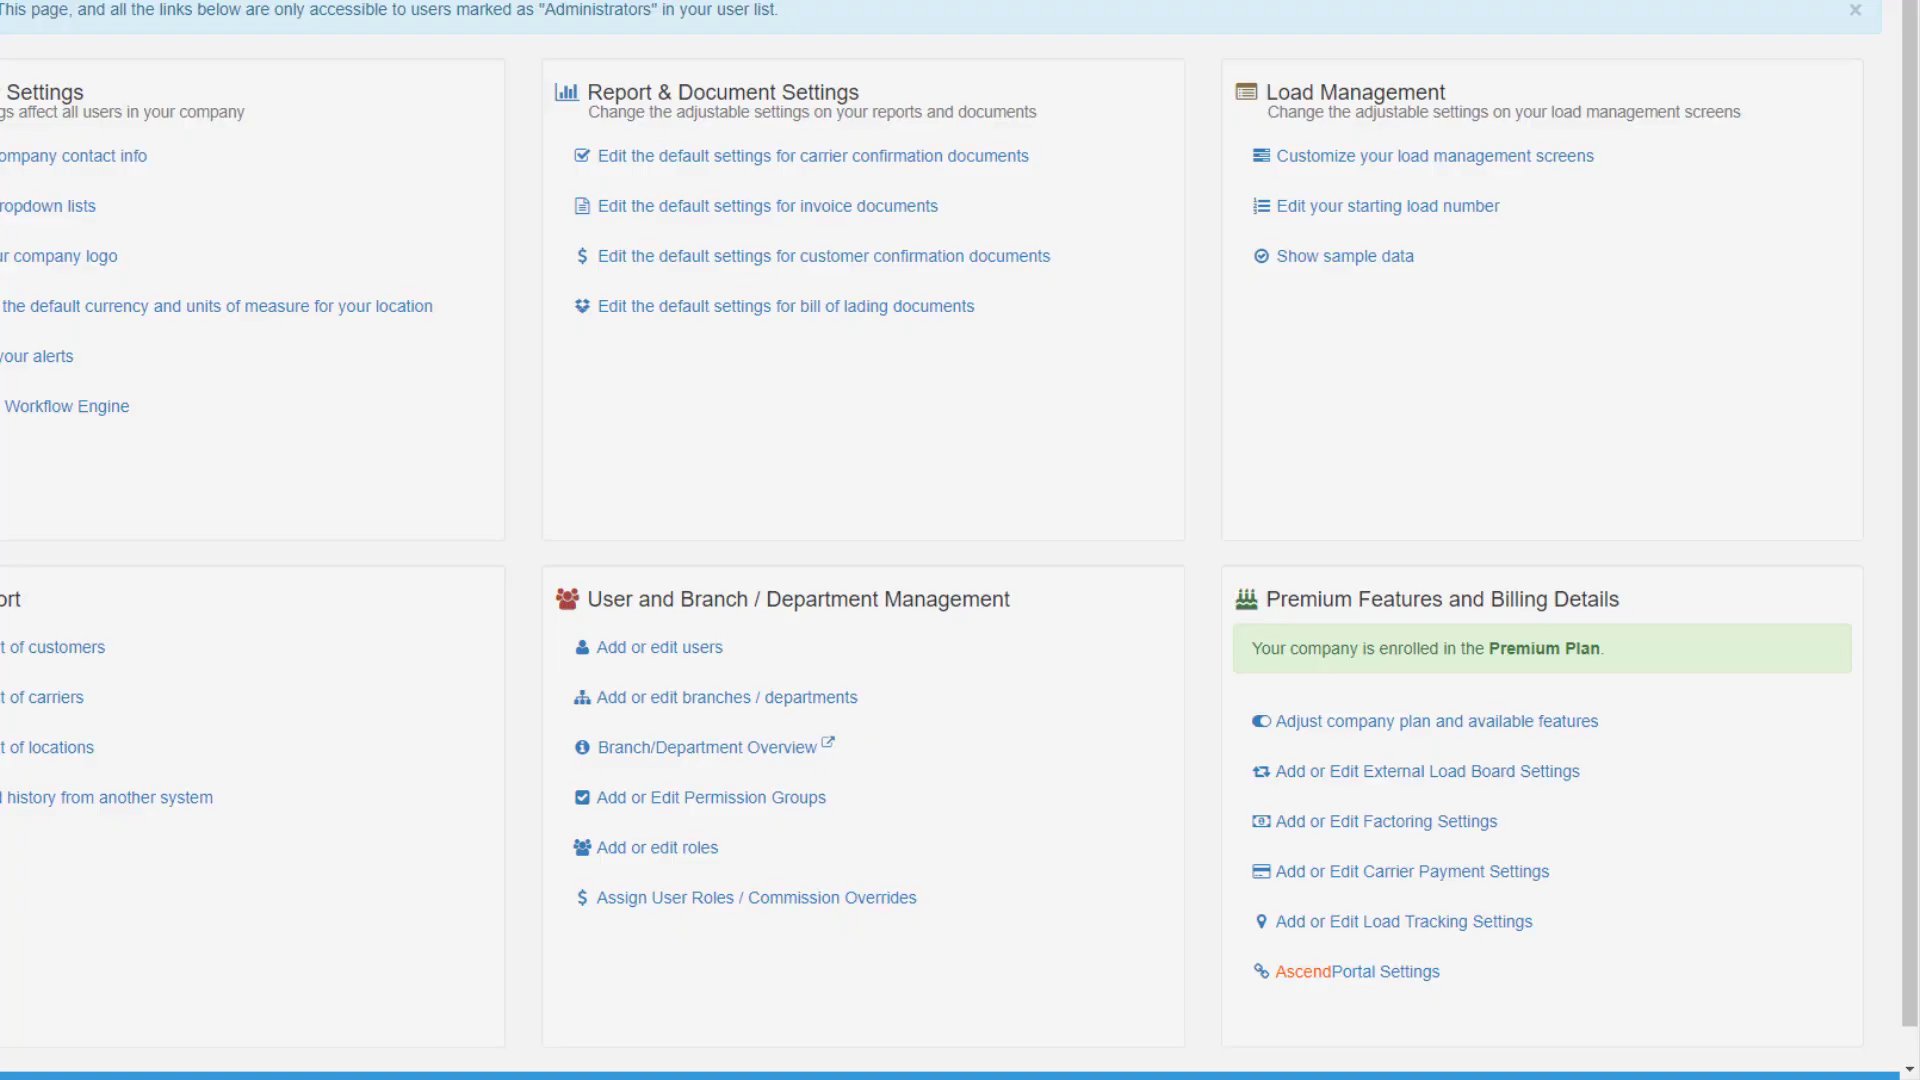 This page, and all the links below are only accessible to users marked as "Administrators" in your user list.
×
Settings
gs affect all users in your company
ompany contact info
ropdown lists
ur company logo
the default currency and units of measure for your location
your alerts
Workflow Engine
Report & Document Settings
Change the adjustable settings on your reports and documents
Edit the default settings for carrier confirmation documents
Edit the default settings for invoice documents
Edit the default settings for customer confirmation documents
Edit the default settings for bill of lading documents
Load Management
Change the adjustable settings on your load management screens
Customize your load management screens
Edit your starting load number
Show sample data
ort
t of customers
t of carriers
t of locations
history from another system
User and Branch / Department Management
Add or edit users
Add or edit branches / departments
Branch/Department Overview
Add or Edit Permission Groups
Add or edit roles
Assign User Roles / Commission Overrides
Premium Features and Billing Details
Your company is enrolled in the Premium Plan.
Adjust company plan and available features
Add or Edit External Load Board Settings
Add or Edit Factoring Settings
Add or Edit Carrier Payment Settings
Add or Edit Load Tracking Settings
AscendPortal Settings